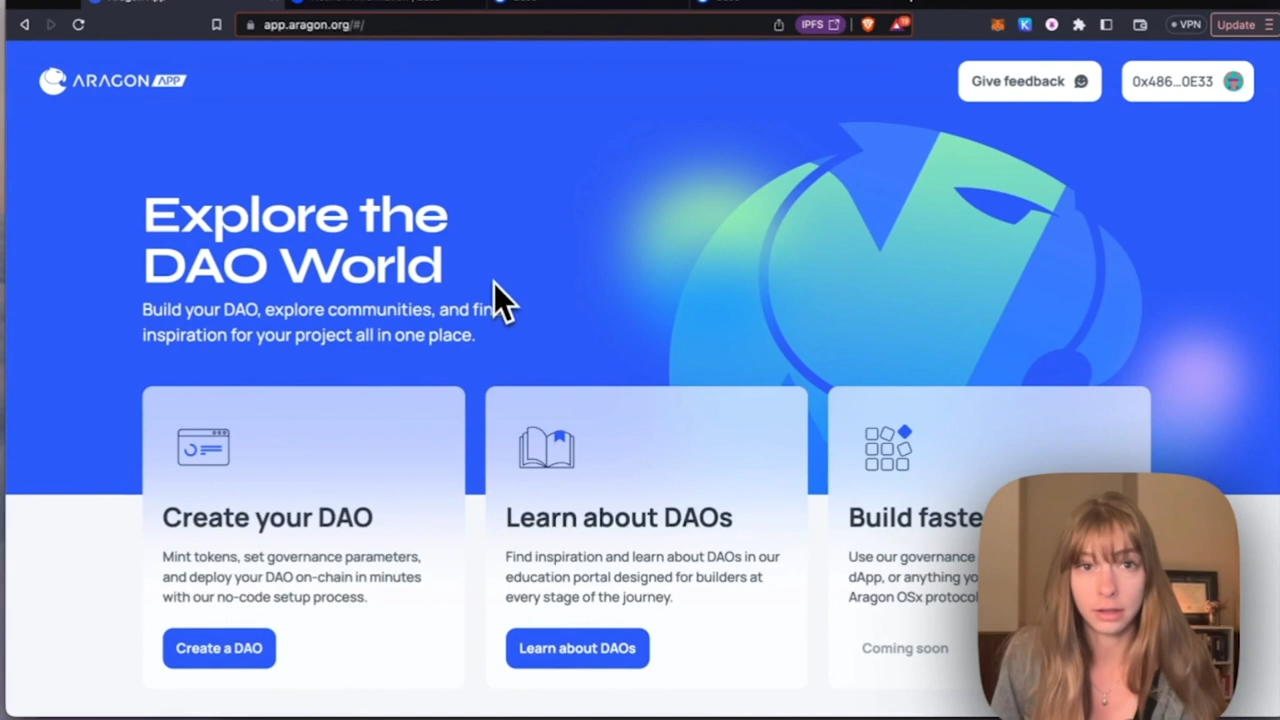 app.aragon.org/#/
IPFS
VPN
Update
ARAGON APP
Give feedback
0x486...0E33
Explore the
DAO World
Build your DAO, explore communities, and fin
inspiration for your project all in one place.
Create your DAO
Mint tokens, set governance parameters,
and deploy your DAO on-chain in minutes
with our no-code setup process.
Create a DAO
Learn about DAOs
Find inspiration and learn about DAOs in our
education portal designed for builders at
every stage of the journey.
Learn about DAOs
Build faste
Use our governance
dApp, or anything yo
Aragon OSx protocol
Coming soon